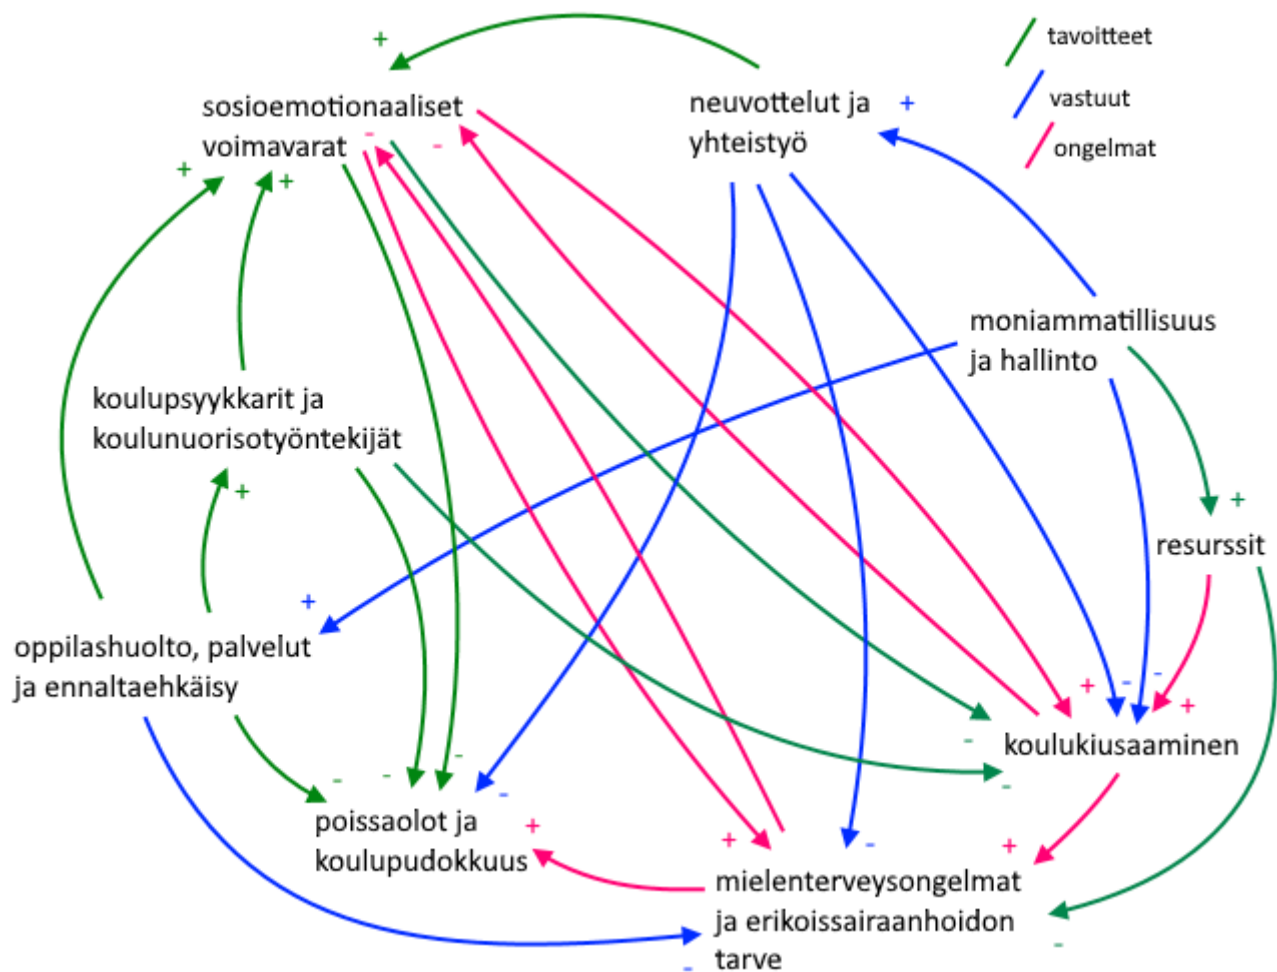 +
tavoitteet
sosioemotionaaliset
voimavarat
-
-
neuvottelut ja
yhteistyö
+
vastuut
ongelmat
+
+
moniammatillisuus
ja hallinto
koulupsyykkarit ja
koulunuorisotyöntekijät
+
+
resurssit
+
oppilashuolto, palvelut
ja ennaltaehkäisy
+
-
-
+
-
koulukiusaaminen
-
-
-
-
-
poissaolot ja
koulupudokkuus
+
+
-
+
mielenterveysongelmat
ja erikoissairaanhoidon
tarve
-
-